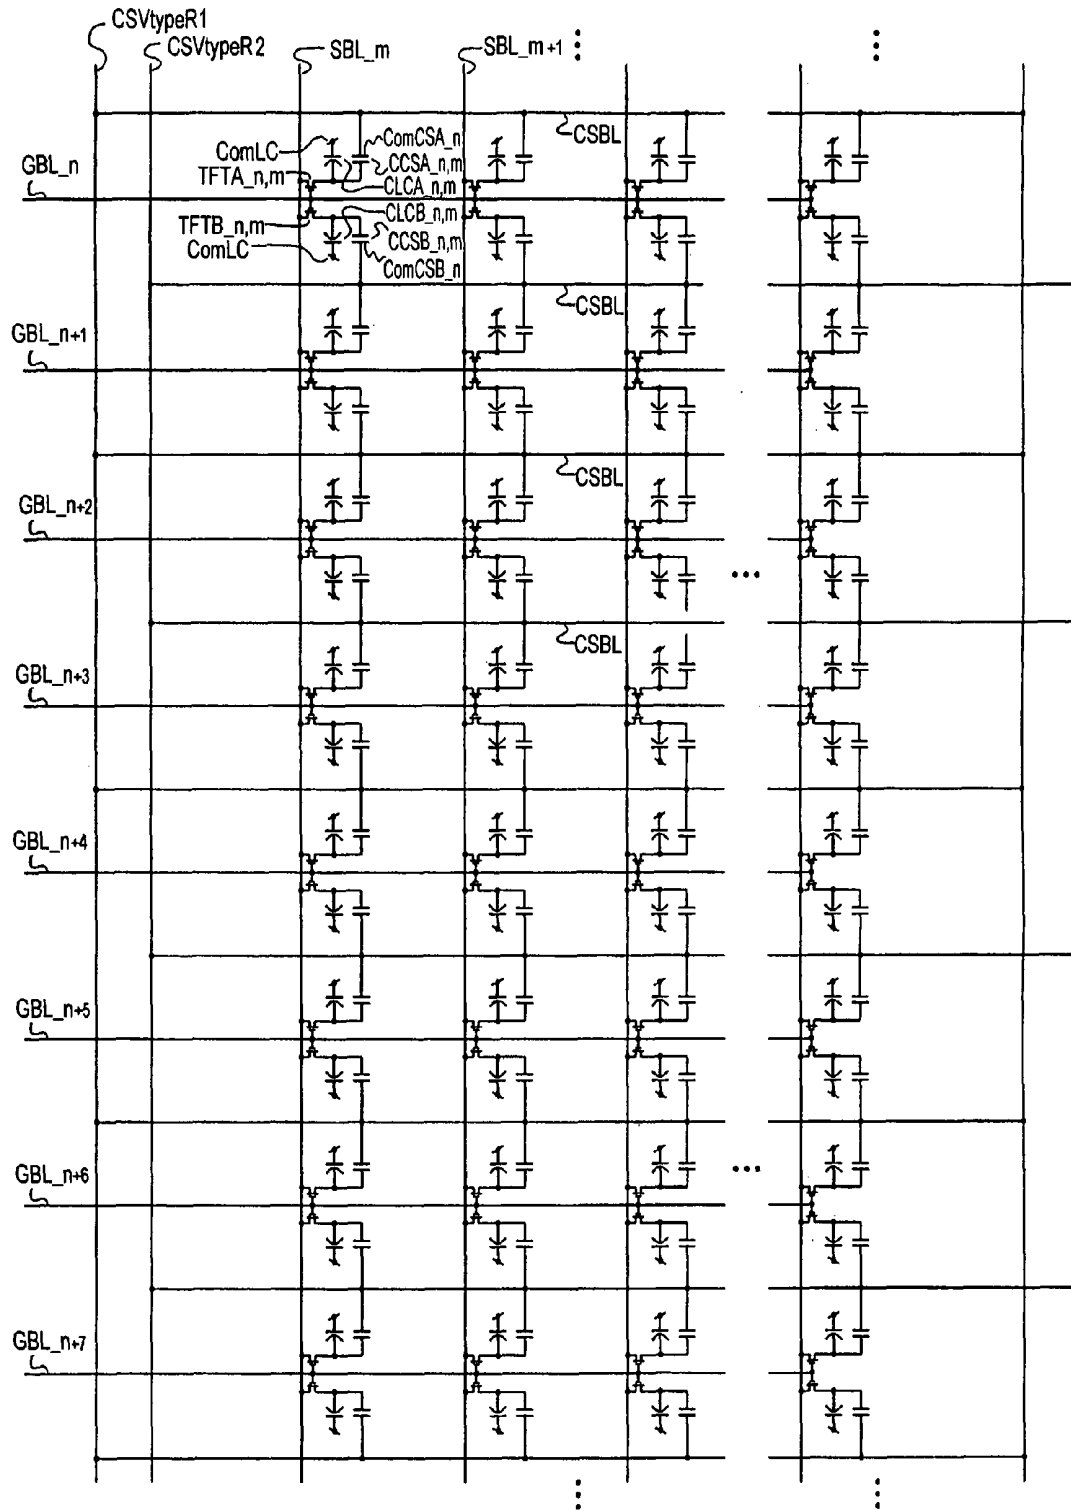 CSVtypeR1
CSVtypeR2
SBL_m
SBL_m+1
CSBL
ComLC
ComCSA_n
GBL_n
CCSA_n,m
TFTA_n,m
CLCA_n,m
CLCB_n,m
TFTB_n,m
CCSB_n,m
ComLC
ComCSB_n
CSBL
GBL_n+1
CSBL
GBL_n+2
CSBL
GBL_n+3
GBL_n+4
GBL_n+5
GBL_n+6
GBL_n+7